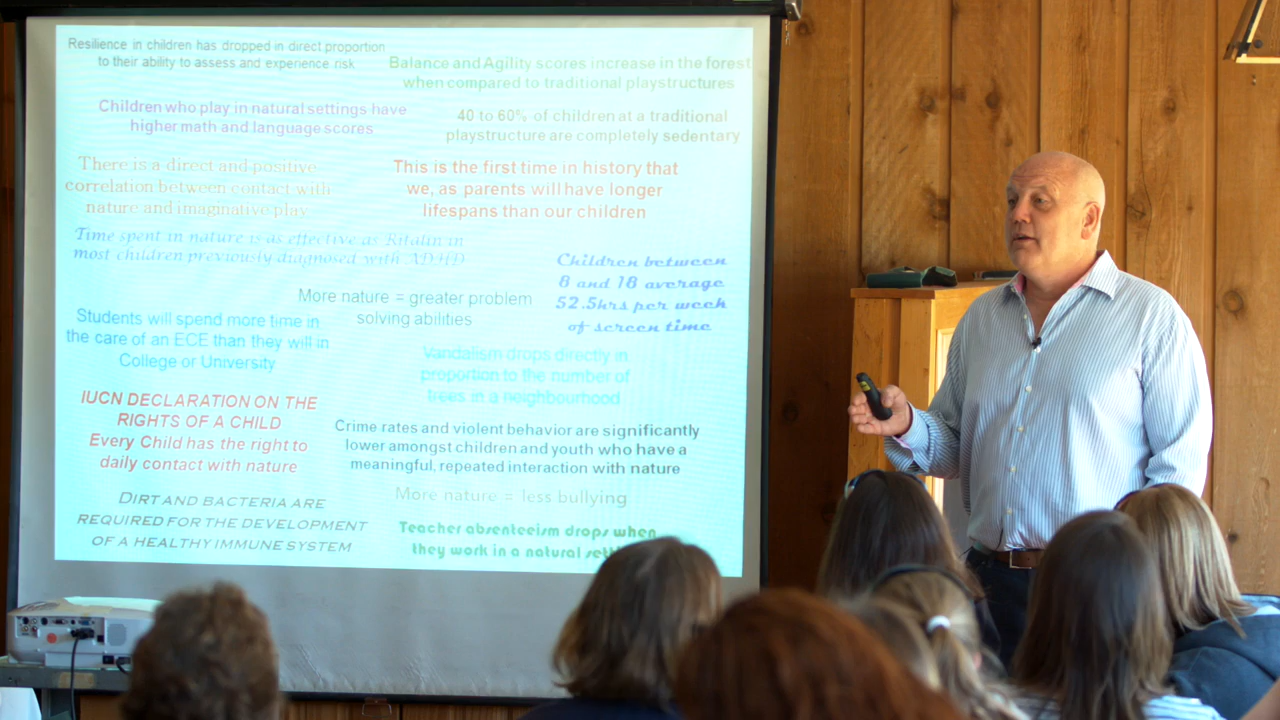 Resilience in children has dropped in direct proportion
to their ability to assess and experience risk
Balance and Agility scores increase in the forest
when compared to traditional playstructures
Children who play in natural settings have
higher math and language scores
40 to 60% of children at a traditional
playstructure are completely sedentary
There is a direct and positive
correlation between contact with
nature and imaginative play
This is the first time in history that
we, as parents will have longer
lifespans than our children
Time spent in nature is as effective as Ritalin in
most children previously diagnosed with ADHD
Children between
8 and 18 average
52.5hrs per week
of screen time
More nature = greater problem
solving abilities
Students will spend more time in
the care of an ECE than they will in
College or University
Vandalism drops directly in
proportion to the number of
trees in a neighbourhood
IUCN DECLARATION ON THE
RIGHTS OF A CHILD
Every Child has the right to
daily contact with nature
Crime rates and violent behavior are significantly
lower amongst children and youth who have a
meaningful, repeated interaction with nature
More nature = less bullying
DIRT AND BACTERIA ARE
REQUIRED FOR THE DEVELOPMENT
OF A HEALTHY IMMUNE SYSTEM
Teacher absenteeism drops when
they work in a natural